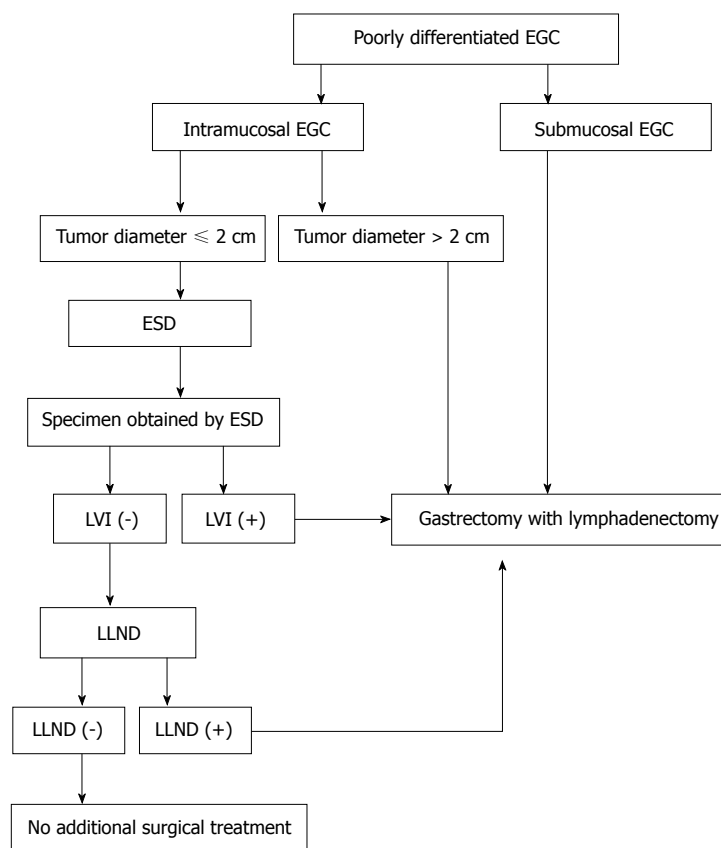 Poorly differentiated EGC
Intramucosal EGC
Submucosal EGC
Tumor diameter ≤ 2 cm
Tumor diameter > 2 cm
ESD
Specimen obtained by ESD
LVI (-)
LVI (+)
Gastrectomy with lymphadenectomy
LLND
LLND (-)
LLND (+)
No additional surgical treatment